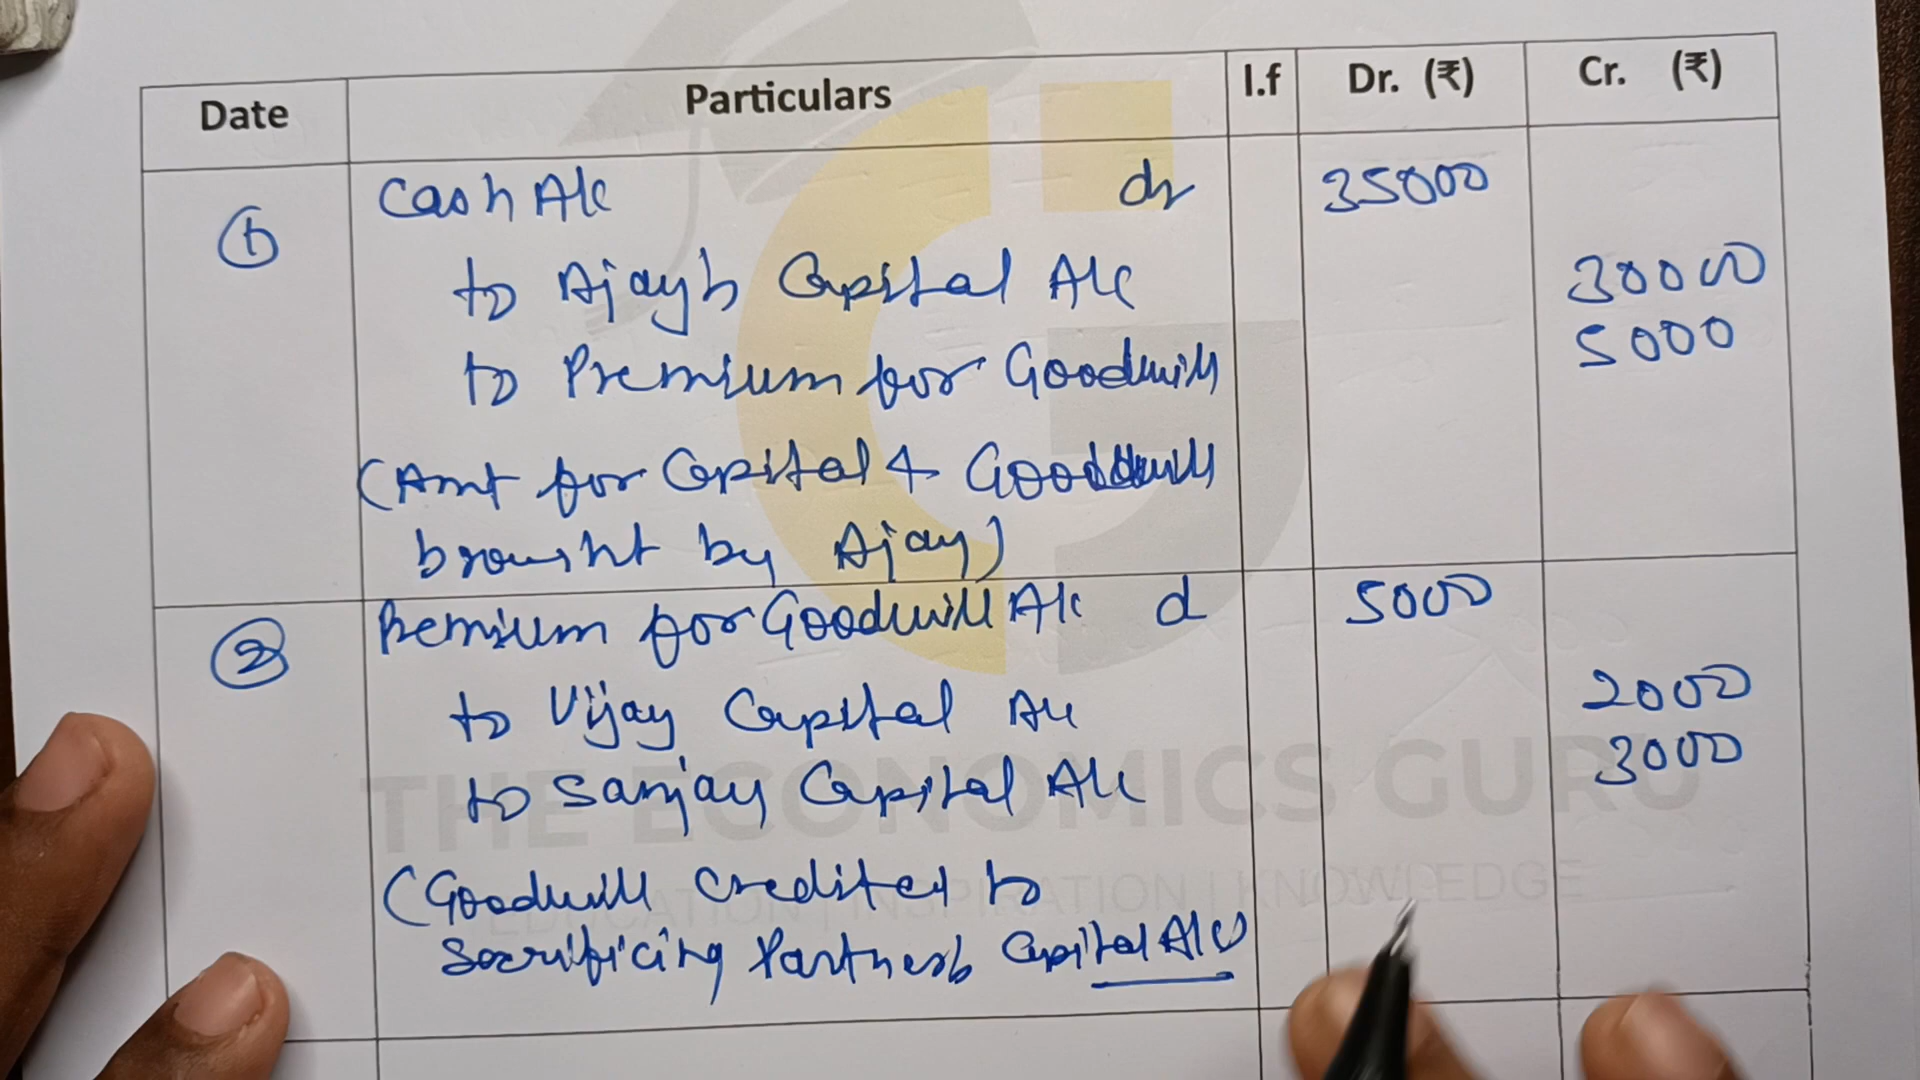 Date Particulars l.f Dr. (₹) Cr. (₹)
① Cash A/c dr 35000
to Ajay's Capital A/c 30000
to Premium for Goodwill 5000
(Amt for Capital & Goodwill
brought by Ajay)
② Premium for Goodwill A/c d 5000
to Vijay Capital A/c 2000
to Sanjay Capital A/c 3000
THE ECONOMICS GURU
(Goodwill credited to
EDUCATION | INSPIRATION | KNOWLEDGE
Sacrificing Partners Capital A/c)